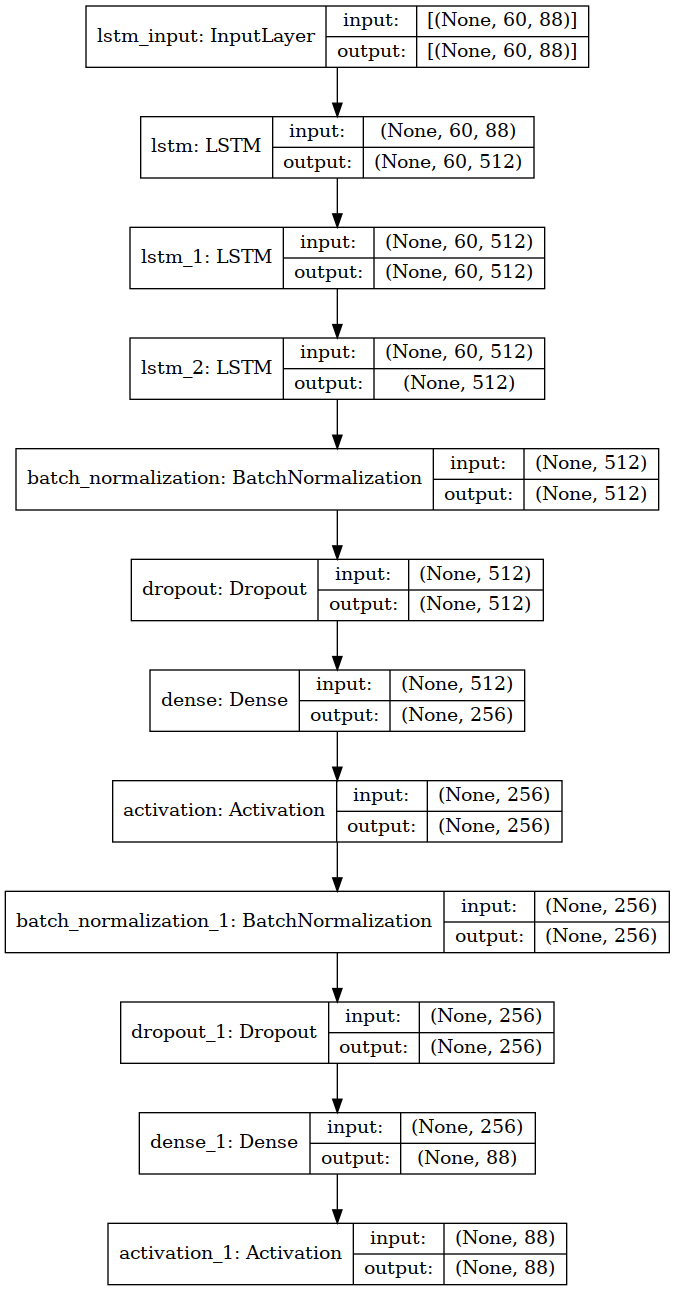 lstm_input: InputLayer
input: [(None, 60, 88)]
output: [(None, 60, 88)]
lstm: LSTM
input: (None, 60, 88)
output: (None, 60, 512)
lstm_1: LSTM
input: (None, 60, 512)
output: (None, 60, 512)
lstm_2: LSTM
input: (None, 60, 512)
output: (None, 512)
batch_normalization: BatchNormalization
input: (None, 512)
output: (None, 512)
dropout: Dropout
input: (None, 512)
output: (None, 512)
dense: Dense
input: (None, 512)
output: (None, 256)
activation: Activation
input: (None, 256)
output: (None, 256)
batch_normalization_1: BatchNormalization
input: (None, 256)
output: (None, 256)
dropout_1: Dropout
input: (None, 256)
output: (None, 256)
dense_1: Dense
input: (None, 256)
output: (None, 88)
activation_1: Activation
input: (None, 88)
output: (None, 88)